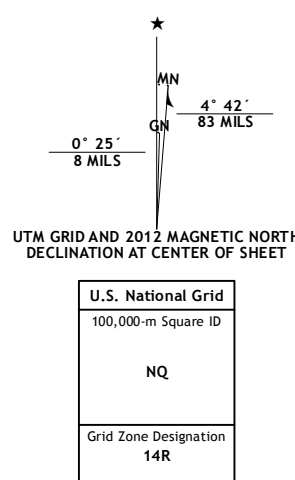 ★
MN
4° 42´
83 MILS
GN
0° 25´
8 MILS
UTM GRID AND 2012 MAGNETIC NORTH
DECLINATION AT CENTER OF SHEET
U.S. National Grid
100,000-m Square ID
NQ
Grid Zone Designation
14R